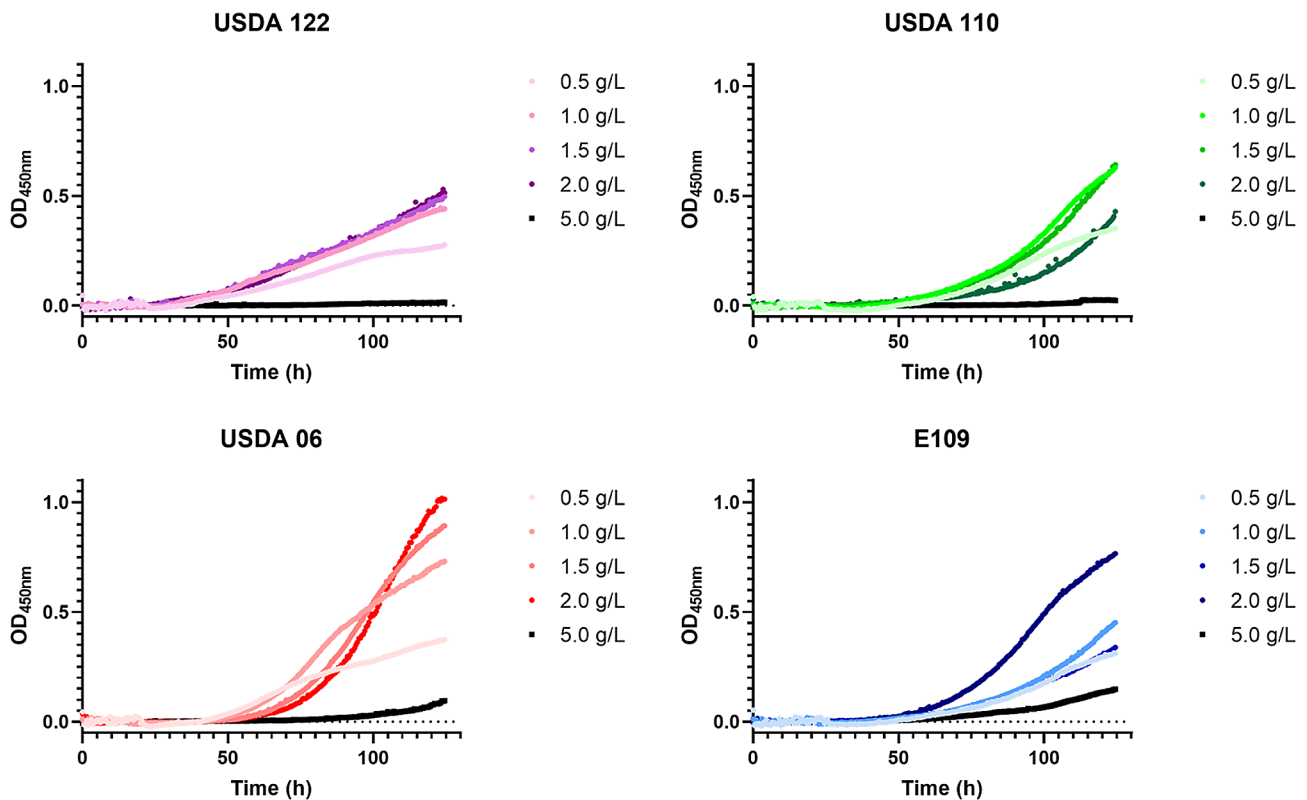 USDA 122
1.0
0.5
0.0
OD450nm
0
50
100
Time (h)
0.5 g/L
1.0 g/L
1.5 g/L
2.0 g/L
5.0 g/L
USDA 110
1.0
0.5
0.0
OD450nm
0
50
100
Time (h)
0.5 g/L
1.0 g/L
1.5 g/L
2.0 g/L
5.0 g/L
USDA 06
1.0
0.5
0.0
OD450nm
0
50
100
Time (h)
0.5 g/L
1.0 g/L
1.5 g/L
2.0 g/L
5.0 g/L
E109
1.0
0.5
0.0
OD450nm
0
50
100
Time (h)
0.5 g/L
1.0 g/L
1.5 g/L
2.0 g/L
5.0 g/L